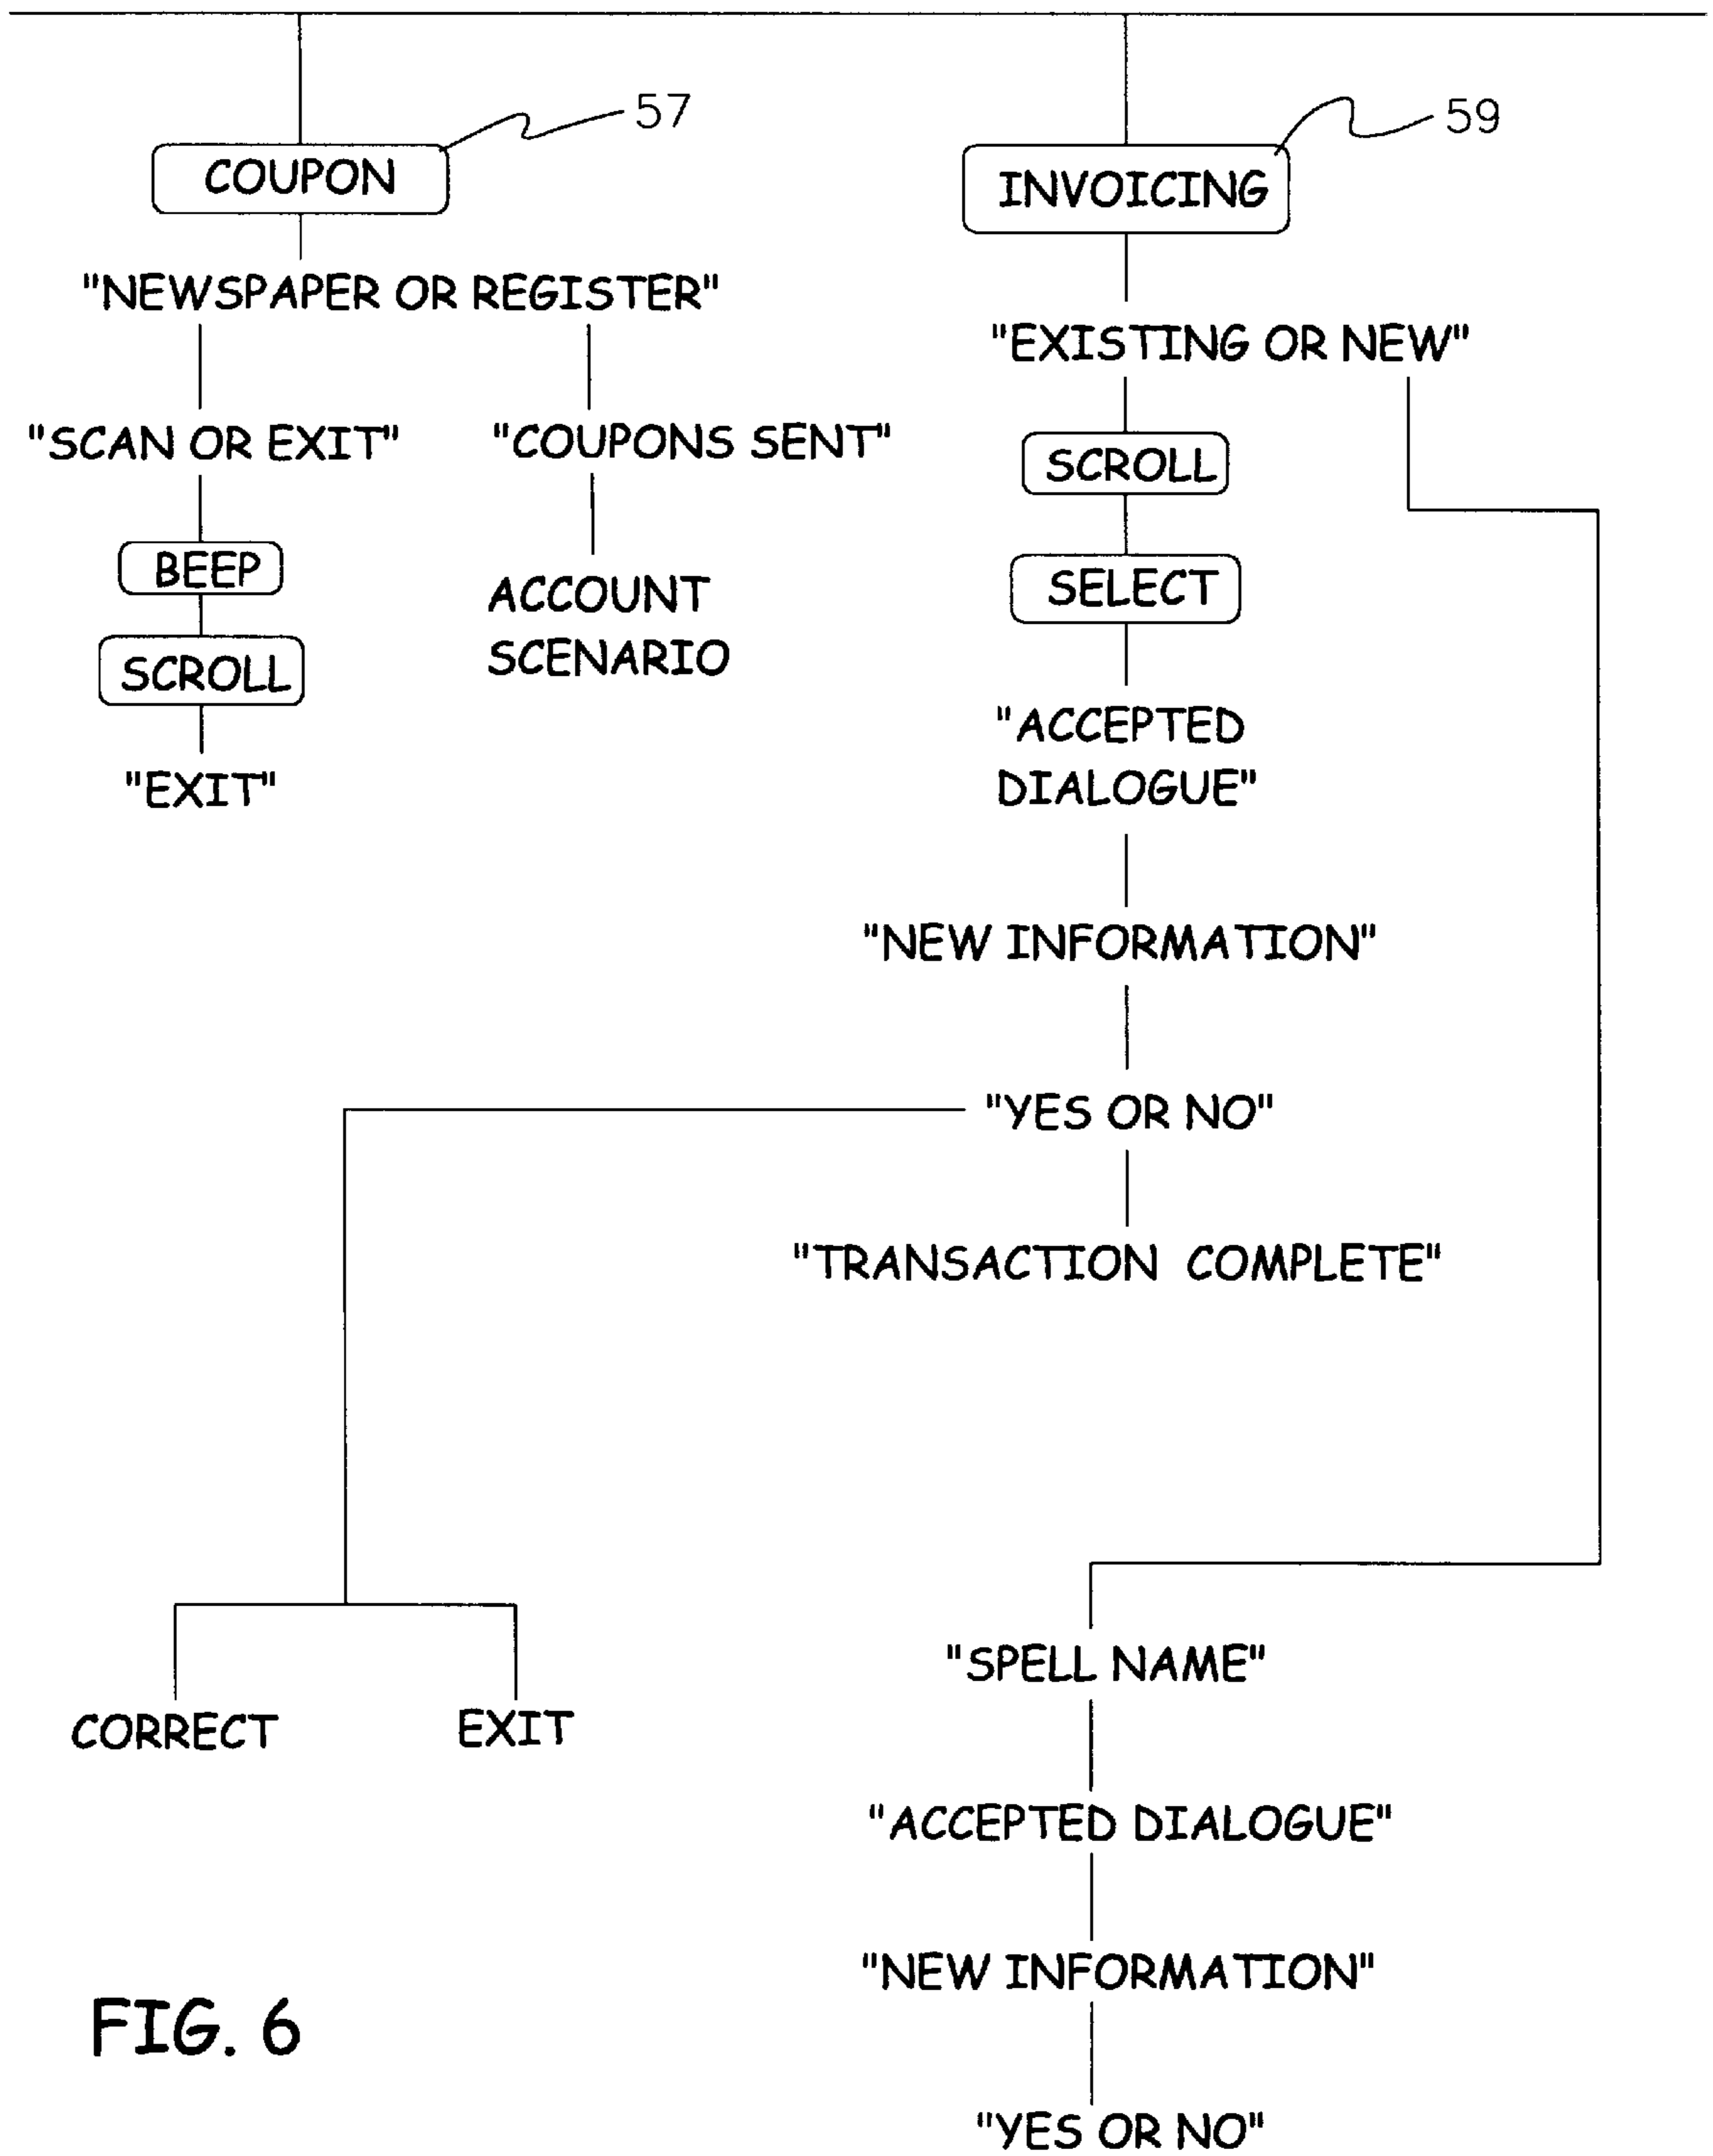 57
COUPON
"NEWSPAPER OR REGISTER"
"SCAN OR EXIT"
"COUPONS SENT"
BEEP
ACCOUNT
SCENARIO
SCROLL
"EXIT"
59
INVOICING
"EXISTING OR NEW"
SCROLL
SELECT
"ACCEPTED
DIALOGUE"
"NEW INFORMATION"
"YES OR NO"
"TRANSACTION COMPLETE"
CORRECT
EXIT
"SPELL NAME"
"ACCEPTED DIALOGUE"
"NEW INFORMATION"
"YES OR NO"
FIG. 6